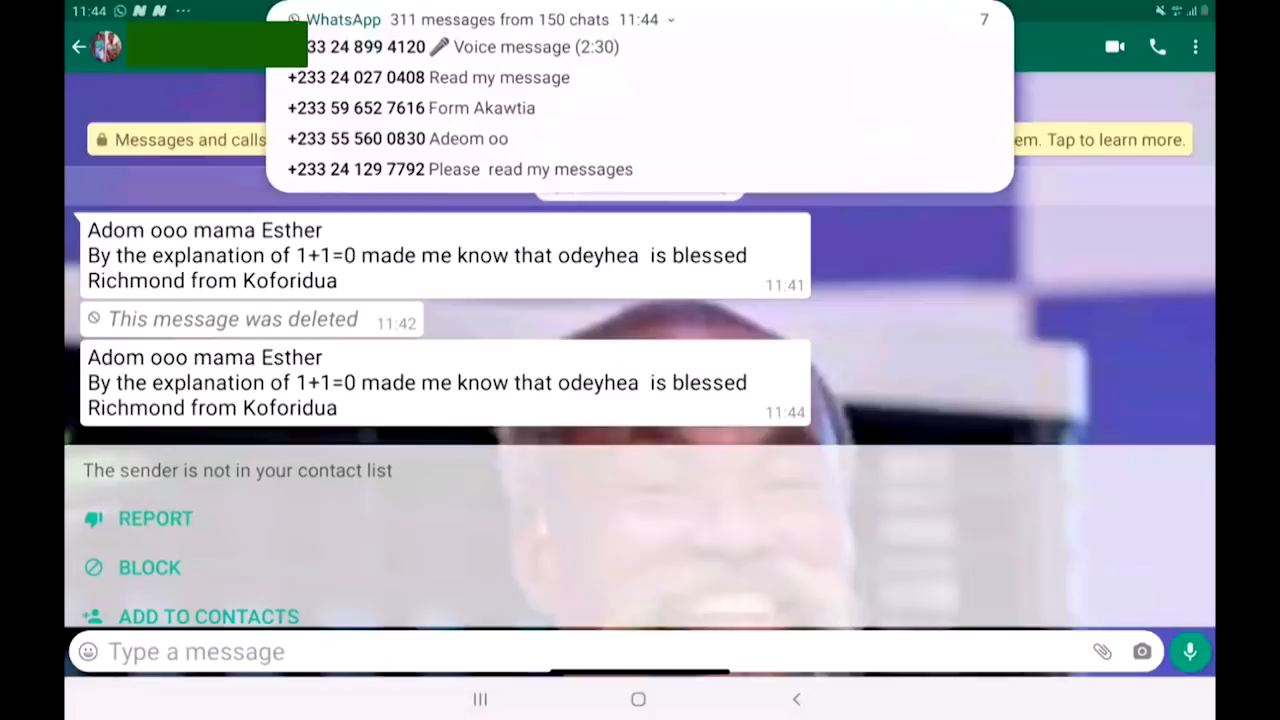 11:44
WhatsApp 311 messages from 150 chats 11:44
7
33 24 899 4120 Voice message (2:30)
+233 24 027 0408 Read my message
+233 59 652 7616 Form Akawtia
+233 55 560 0830 Adeom oo
+233 24 129 7792 Please read my messages
Messages and calls
em. Tap to learn more.
Adom ooo mama Esther
By the explanation of 1+1=0 made me know that odeyhea is blessed
Richmond from Koforidua
11:41
This message was deleted 11:42
Adom ooo mama Esther
By the explanation of 1+1=0 made me know that odeyhea is blessed
Richmond from Koforidua
11:44
The sender is not in your contact list
REPORT
BLOCK
ADD TO CONTACTS
Type a message